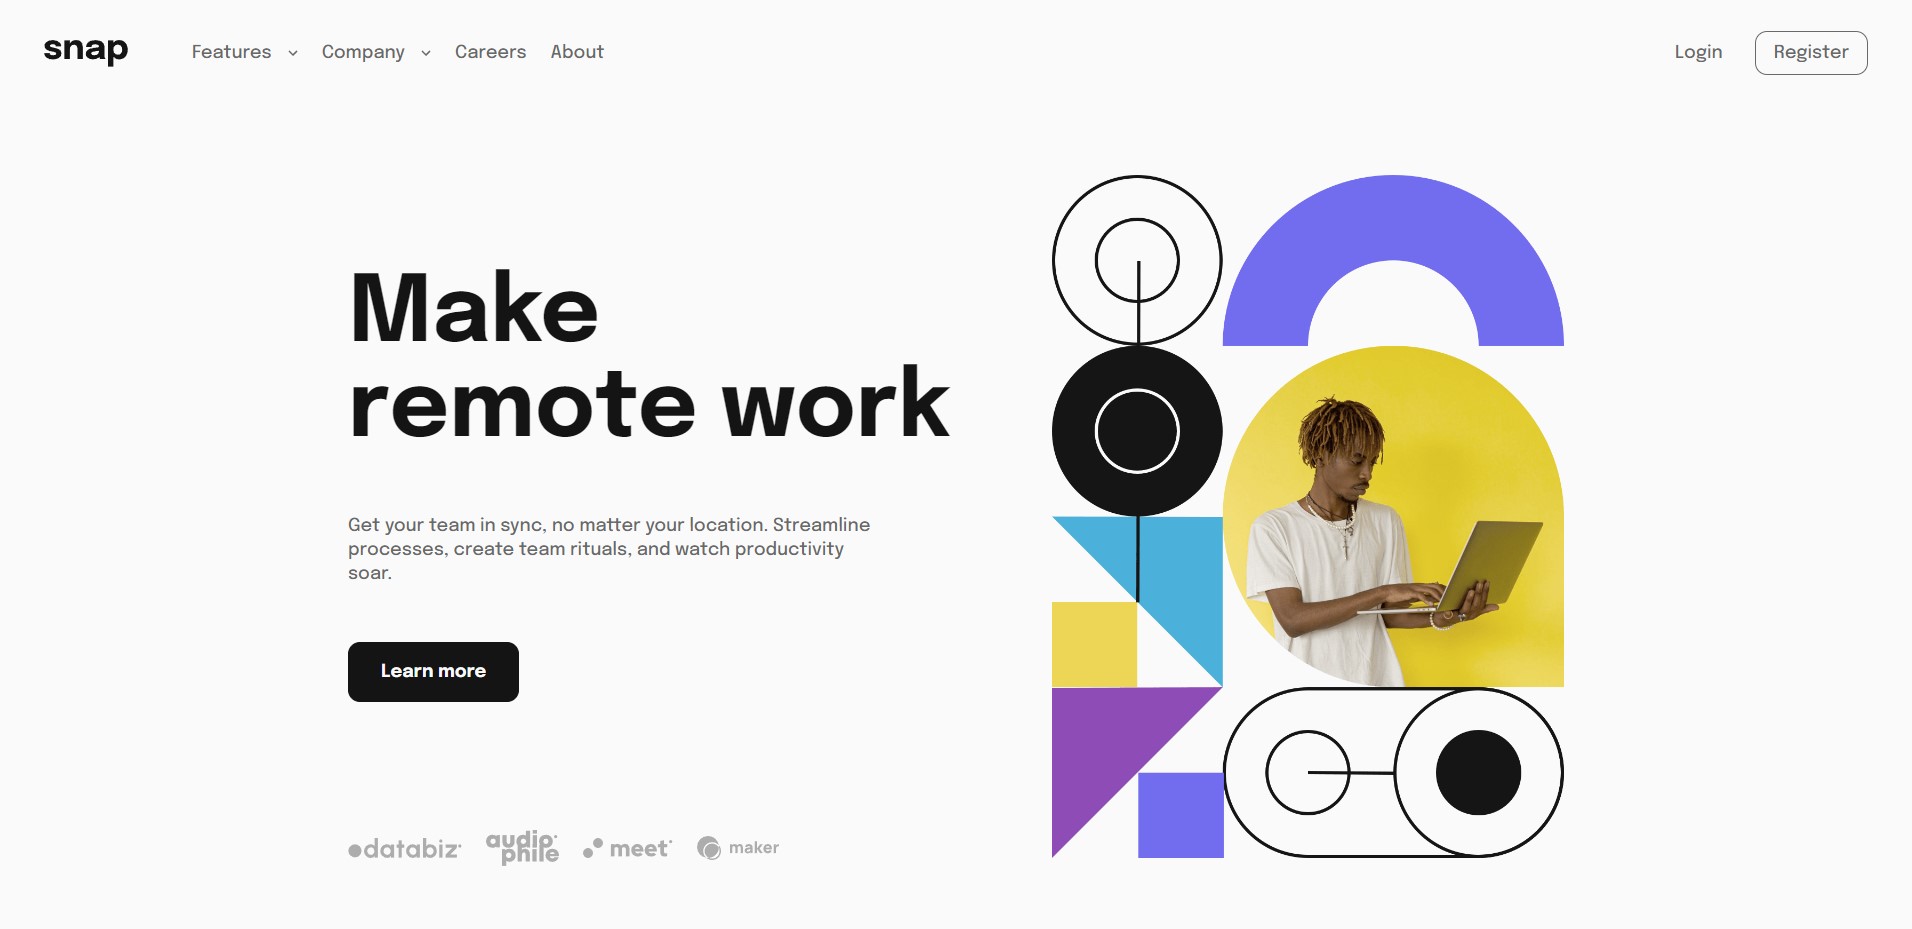 snap
Features
Company
Careers
About
Login
Register
Make
remote work
Get your team in sync, no matter your location. Streamline
processes, create team rituals, and watch productivity
soar.
Learn more
databiz
audio
phile
meet
maker